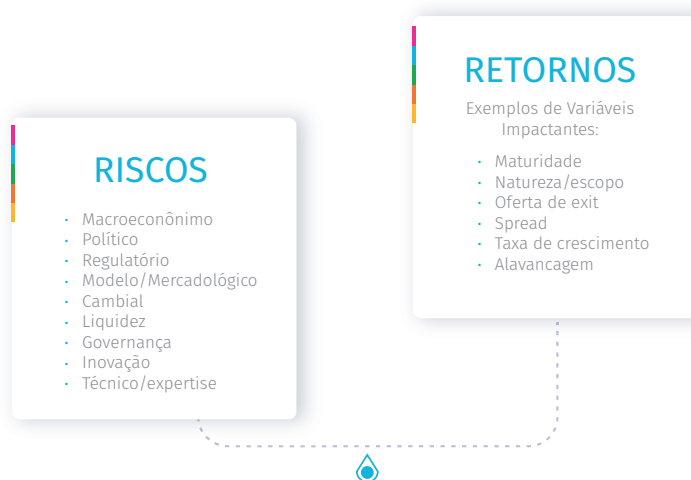 RISCOS
· Macroeconônimo
· Político
· Regulatório
· Modelo/Mercadológico
· Cambial
· Liquidez
· Governança
· Inovação
· Técnico/expertise
RETORNOS
Exemplos de Variáveis
Impactantes:
· Maturidade
· Natureza/escopo
· Oferta de exit
· Spread
· Taxa de crescimento
· Alavancagem